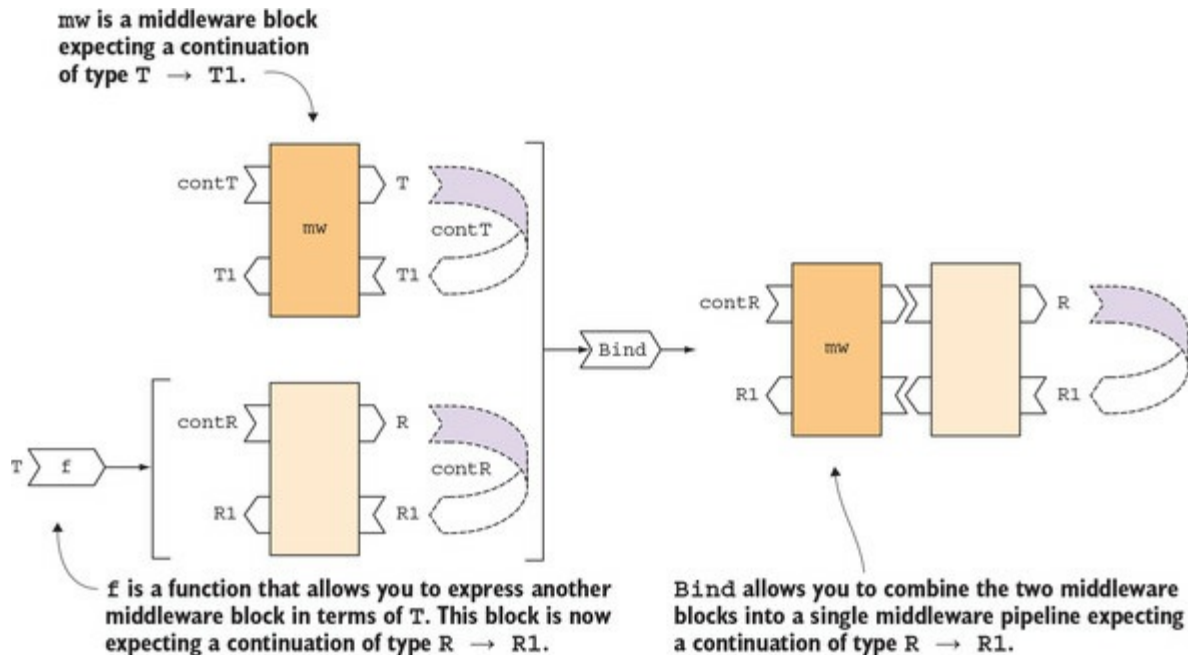 mw is a middleware block
expecting a continuation
of type T → T1.
contT
T
mw
contT
T1
T1
contR
R
T
f
contR
R1
R1
Bind
contR
R
mw
R1
R1
f is a function that allows you to express another
middleware block in terms of T. This block is now
expecting a continuation of type R → R1.
Bind allows you to combine the two middleware
blocks into a single middleware pipeline expecting
a continuation of type R → R1.